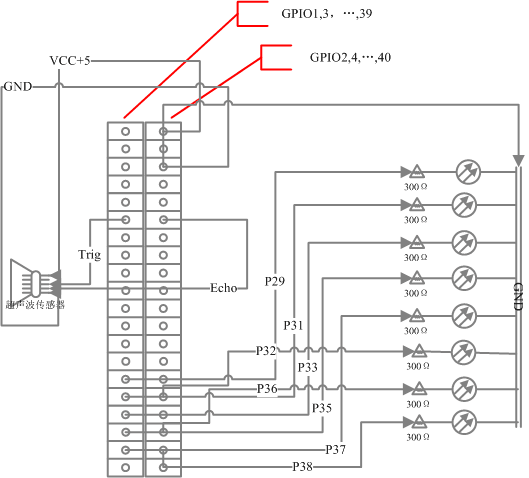 GPIO1,3，…,39
GPIO2,4,…,40
VCC+5
GND
300Ω
300Ω
Trig
300Ω
Echo
P29
300Ω
GND
超声波传感器
P31
300Ω
P32
P33
300Ω
P36
300Ω
P35
300Ω
P37
P38